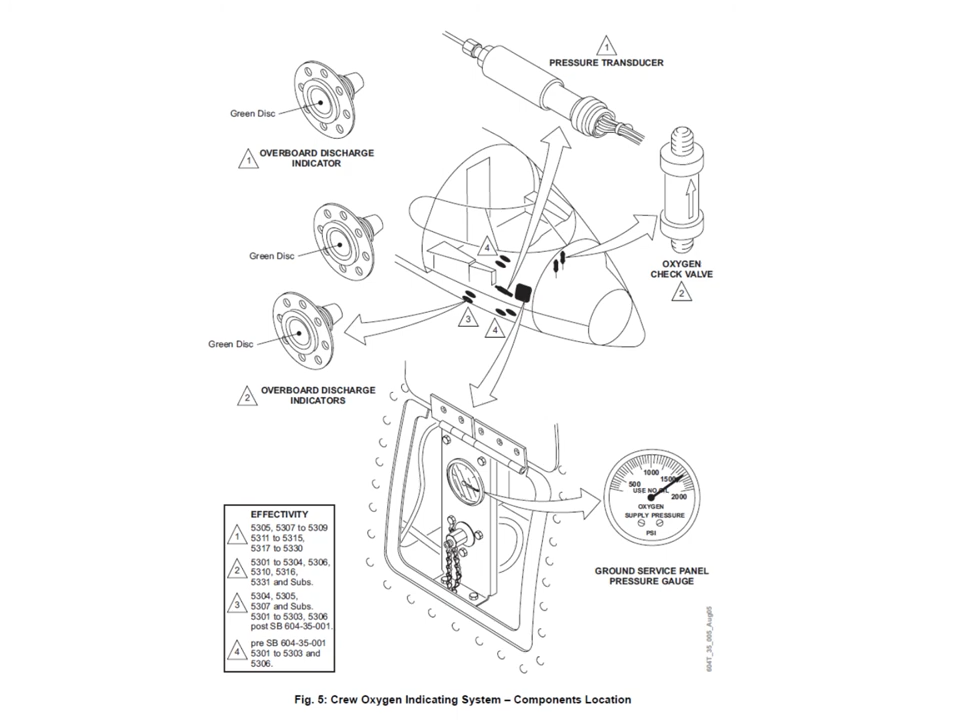 1
PRESSURE TRANSDUCER
Green Disc
1
OVERBOARD DISCHARGE
INDICATOR
Green Disc
4
OXYGEN
CHECK VALVE
2
3
4
Green Disc
2
OVERBOARD DISCHARGE
INDICATORS
500
1000
1500
2000
USE NO OIL
OXYGEN
SUPPLY PRESSURE
PSI
GROUND SERVICE PANEL
PRESSURE GAUGE
EFFECTIVITY
1
5305, 5307 to 5309
5311 to 5315,
5317 to 5330
2
5301 to 5304, 5306,
5310, 5316,
5331 and Subs.
3
5304, 5305,
5307 and Subs.
5301 to 5303, 5306
post SB 604-35-001.
4
pre SB 604-35-001
5301 to 5303 and
5306.
604T_35_005_Aug05
Fig. 5: Crew Oxygen Indicating System – Components Location